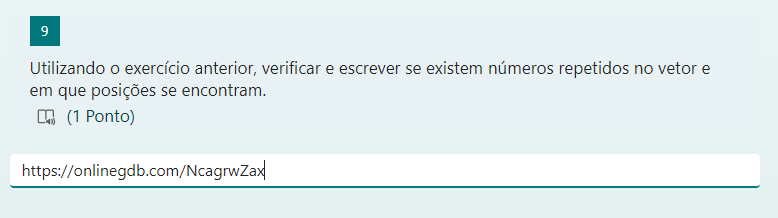 9
Utilizando o exercício anterior, verificar e escrever se existem números repetidos no vetor e
em que posições se encontram.
(1 Ponto)
https://onlinegdb.com/NcagrwZax